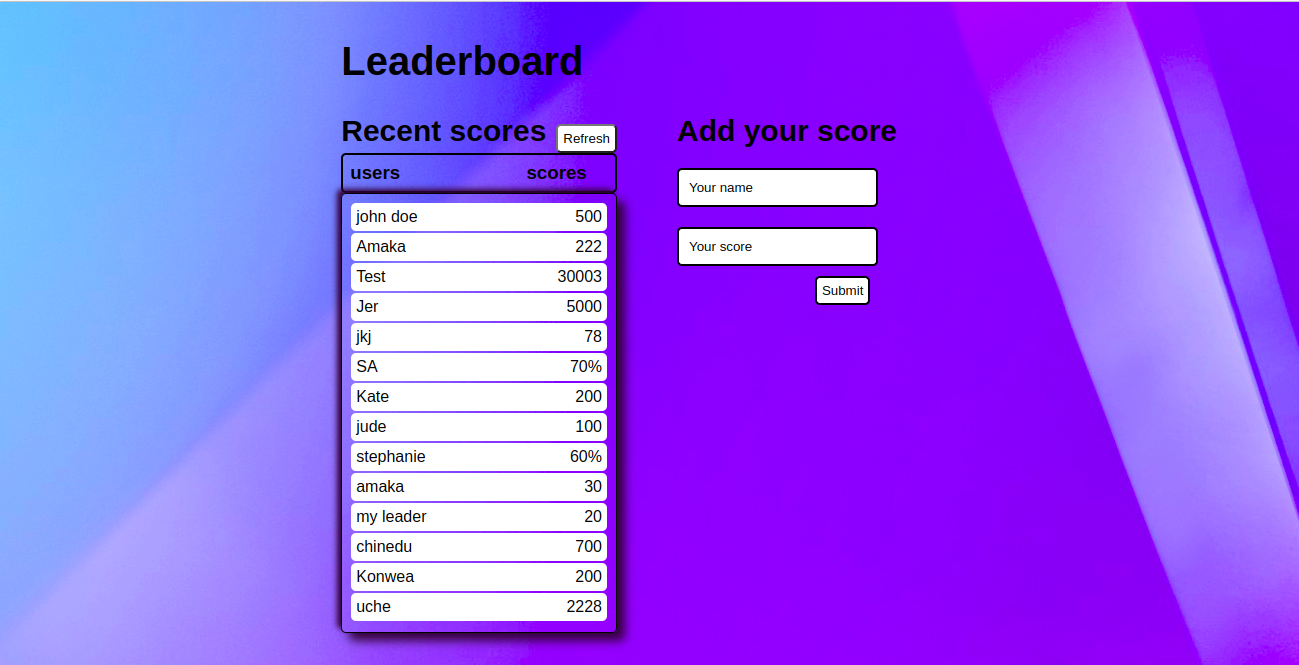 Leaderboard
Recent scores Refresh
users scores
john doe 500
Amaka 222
Test 30003
Jer 5000
jkj 78
SA 70%
Kate 200
jude 100
stephanie 60%
amaka 30
my leader 20
chinedu 700
Konwea 200
uche 2228
Add your score
Your name
Your score
Submit